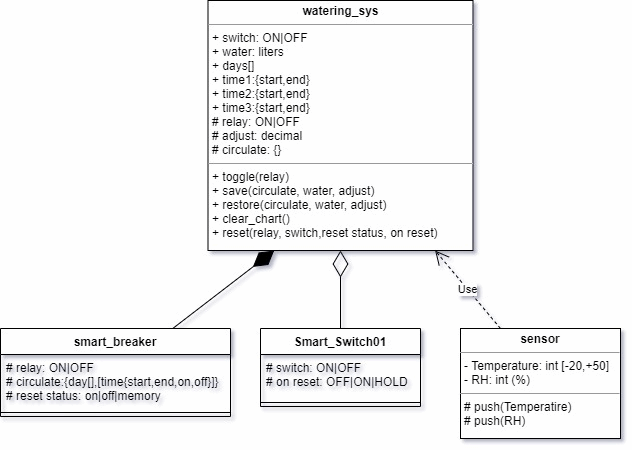 watering_sys
+ switch: ON|OFF
+ water: liters
+ days[]
+ time1:{start,end}
+ time2:{start,end}
+ time3:{start,end}
# relay: ON|OFF
# adjust: decimal
# circulate: {}
+ toggle(relay)
+ save(circulate, water, adjust)
+ restore(circulate, water, adjust)
+ clear_chart()
+ reset(relay, switch,reset status, on reset)
Use
smart_breaker
# relay: ON|OFF
# circulate:{day[],[time{start,end,on,off}]}
# reset status: on|off|memory
Smart_Switch01
# switch: ON|OFF
# on reset: OFF|ON|HOLD
sensor
- Temperature: int [-20,+50]
- RH: int (%)
# push(Temperatire)
# push(RH)